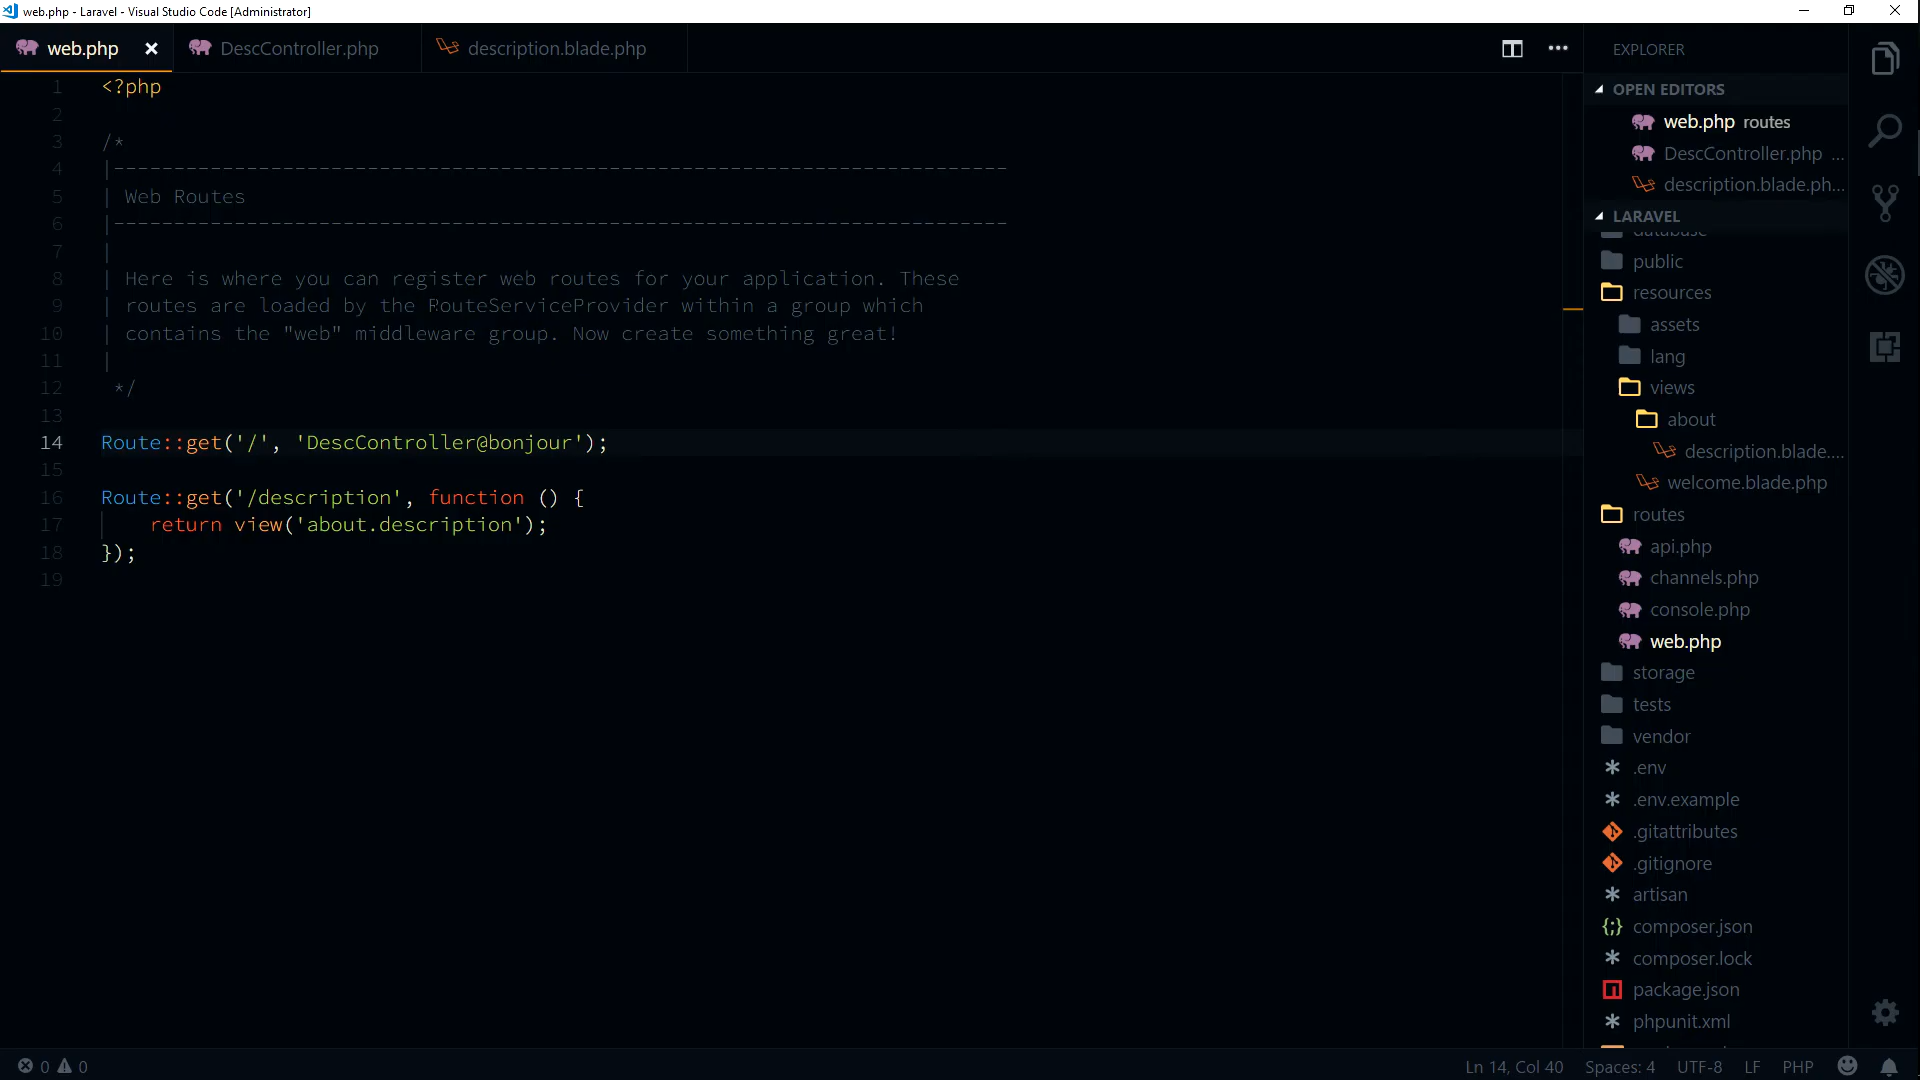 web.php - Laravel - Visual Studio Code [Administrator]
web.php
DescController.php
description.blade.php
1 <?php
2
3 /*
4 |--------------------------------------------------------------------------
5 | Web Routes
6 |--------------------------------------------------------------------------
7 |
8 | Here is where you can register web routes for your application. These
9 | routes are loaded by the RouteServiceProvider within a group which
10 | contains the "web" middleware group. Now create something great!
11 |
12 */
13
14 Route::get('/', 'DescController@bonjour');
15
16 Route::get('/description', function () {
17 return view('about.description');
18 });
19
EXPLORER
OPEN EDITORS
web.php routes
DescController.php ...
description.blade.ph...
LARAVEL
database
public
resources
assets
lang
views
about
description.blade....
welcome.blade.php
routes
api.php
channels.php
console.php
web.php
storage
tests
vendor
.env
.env.example
.gitattributes
.gitignore
artisan
composer.json
composer.lock
package.json
phpunit.xml
0 0
Ln 14, Col 40 Spaces: 4 UTF-8 LF PHP